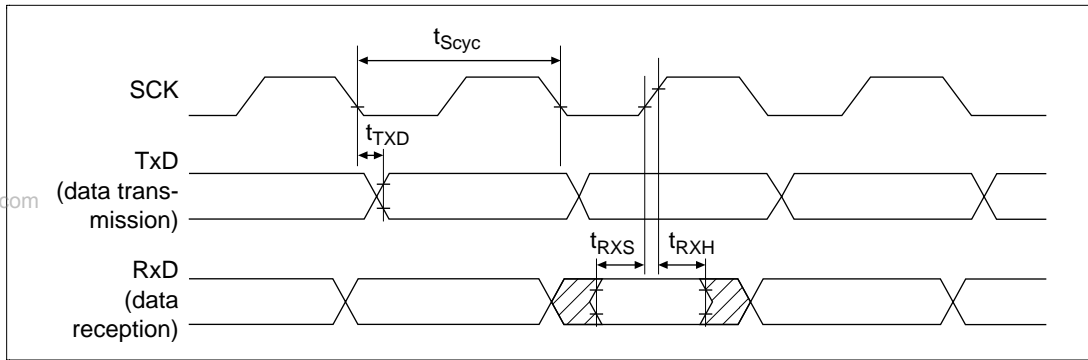 tScyc
SCK
tTXD
TxD
(data trans-
mission)
com
tRXS
tRXH
RxD
(data
reception)